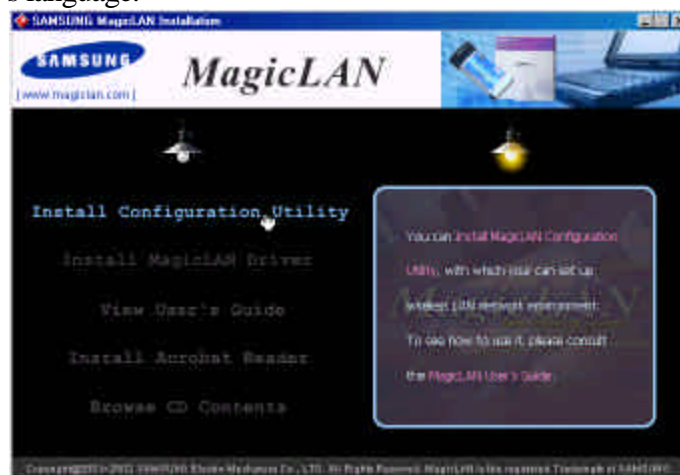 s language.
SAMSUNG MagicLAN Installation
SAMSUNG
MagicLAN
[www.magiclan.com]
Install Configuration Utility
Install MagicLAN Driver
View User's Guide
Install Acrobat Reader
Browse CD Contents
You can Install MagicLAN Configuration
Utility, with which your can set up
wireless LAN network environment.
To see how to use it, please consult
the MagicLAN User's Guide